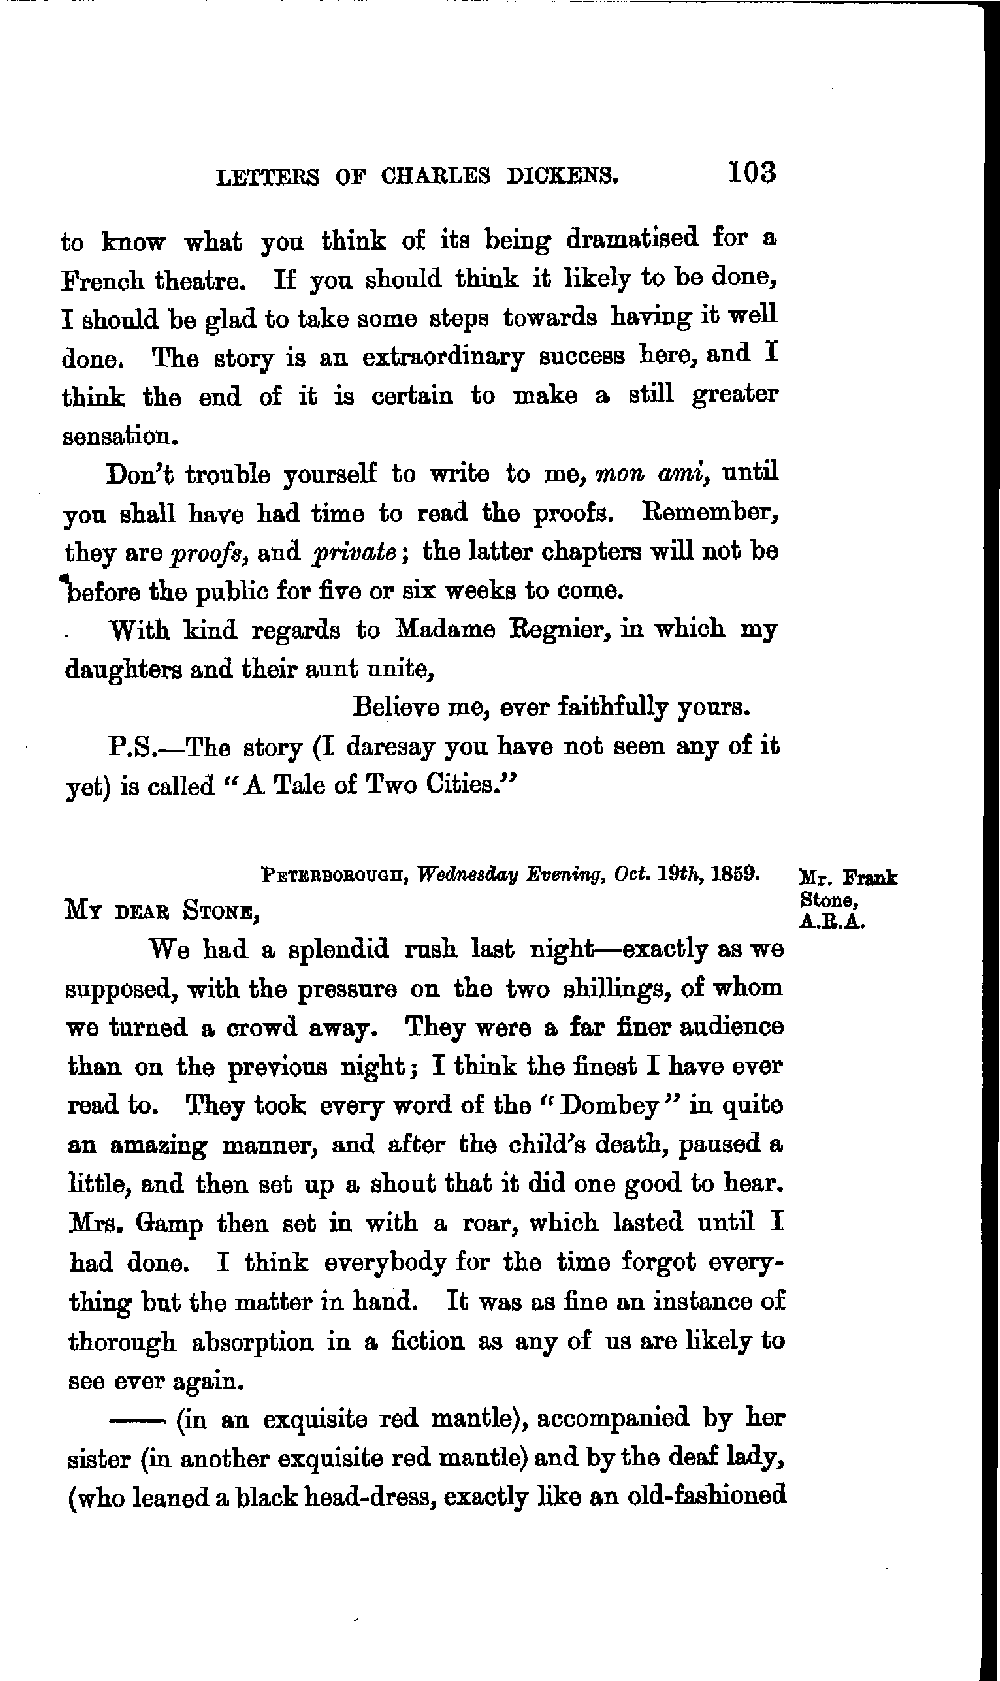 LETTERS OF CHARLES DICKENS. 103
to know what you think of its being dramatised for a
French theatre. If you should think it likely to be done,
I should be glad to take some steps towards having it well
done. The story is an extraordinary success here, and I
think the end of it is certain to make a still greater
sensation.
Don't trouble yourself to write to me, mon ami, until
you shall have had time to read the proofs. Remember,
they are proofs, and private; the latter chapters will not be
before the public for five or six weeks to come.
With kind regards to Madame Regnier, in which my
daughters and their aunt unite,
Believe me, ever faithfully yours.
P.S.—The story (I daresay you have not seen any of it
yet) is called "A Tale of Two Cities."
PETERBOROUGH, Wednesday Evening, Oct. 19th, 1859.
Mr. Frank
Stone,
A.R.A.
MY DEAR STONE,
We had a splendid rush last night—exactly as we
supposed, with the pressure on the two shillings, of whom
we turned a crowd away. They were a far finer audience
than on the previous night; I think the finest I have ever
read to. They took every word of the "Dombey" in quite
an amazing manner, and after the child's death, paused a
little, and then set up a shout that it did one good to hear.
Mrs. Gamp then set in with a roar, which lasted until I
had done. I think everybody for the time forgot every-
thing but the matter in hand. It was as fine an instance of
thorough absorption in a fiction as any of us are likely to
see ever again.
—— (in an exquisite red mantle), accompanied by her
sister (in another exquisite red mantle) and by the deaf lady,
(who leaned a black head-dress, exactly like an old-fashioned